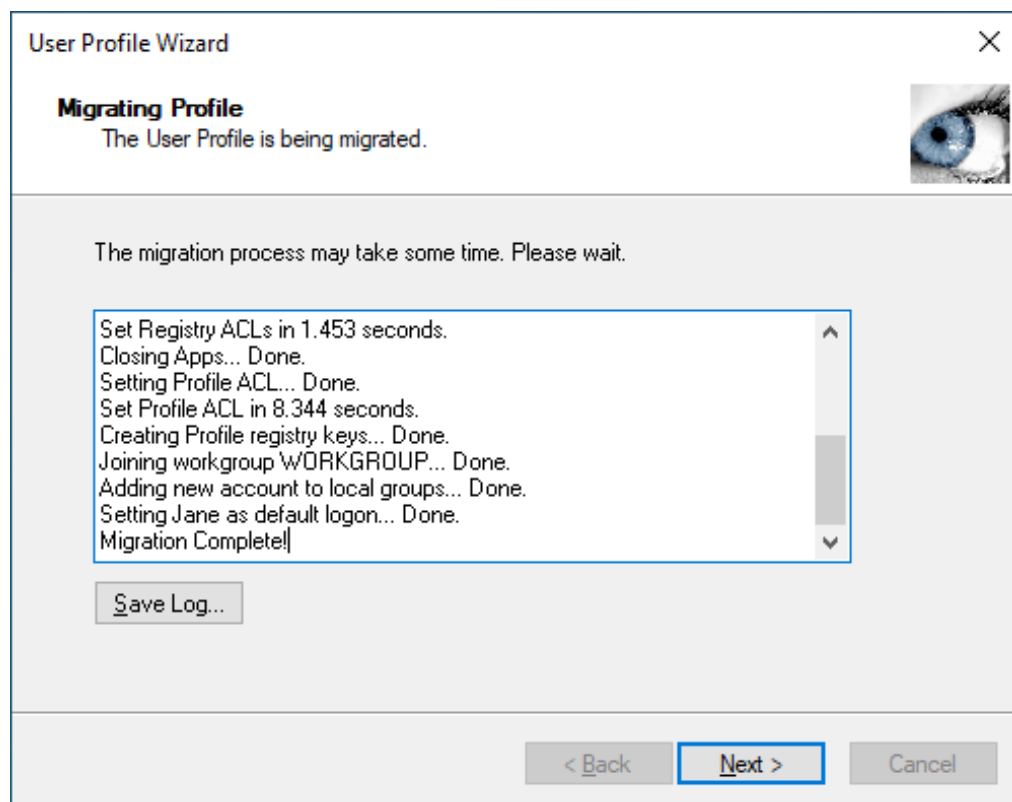 User Profile Wizard
Migrating Profile
The User Profile is being migrated.
The migration process may take some time. Please wait.
Set Registry ACLs in 1.453 seconds.
Closing Apps... Done.
Setting Profile ACL... Done.
Set Profile ACL in 8.344 seconds.
Creating Profile registry keys... Done.
Joining workgroup WORKGROUP... Done.
Adding new account to local groups... Done.
Setting Jane as default logon... Done.
Migration Complete!
Save Log...
< Back
Next >
Cancel